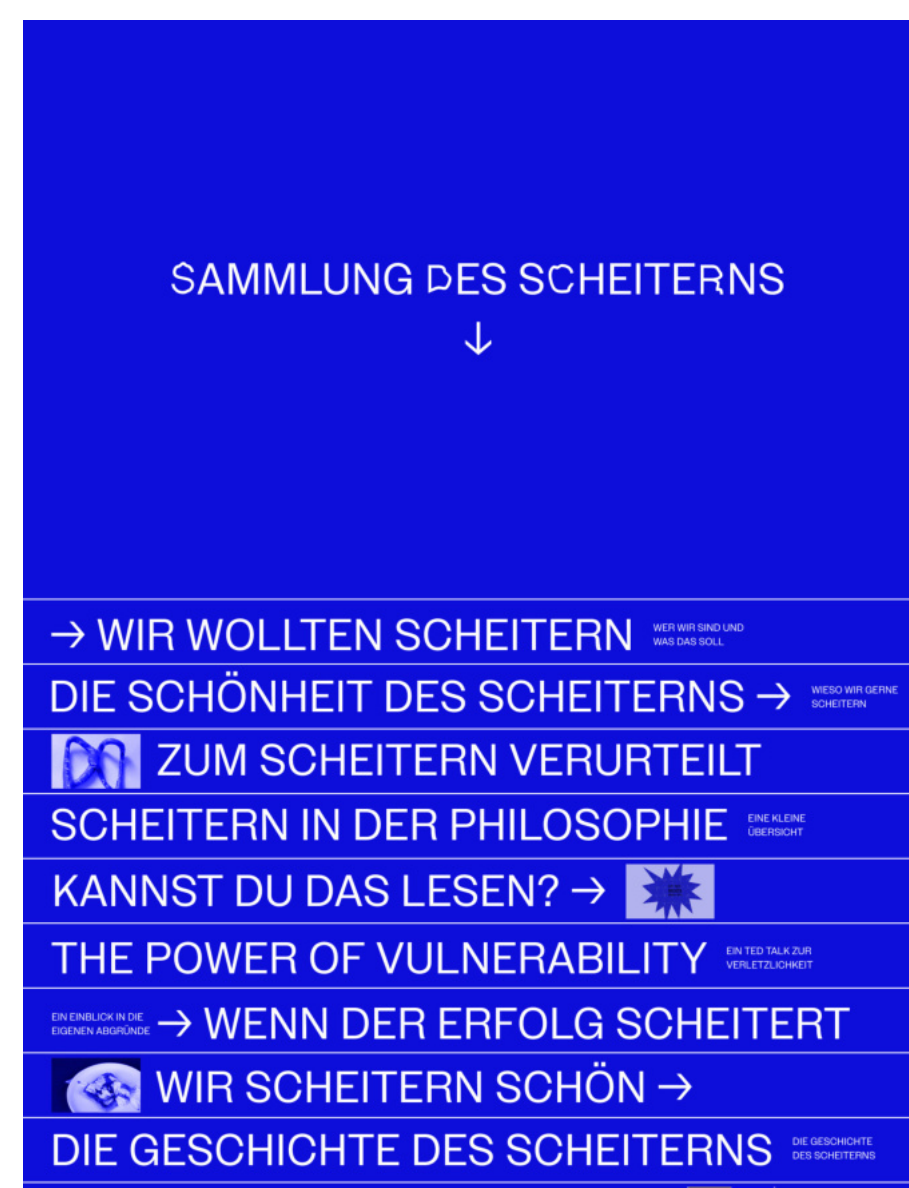 SAMMLUNG DES SCHEITERNS
↓
→ WIR WOLLTEN SCHEITERN
WER WIR SIND UND
WAS DAS SOLL
DIE SCHÖNHEIT DES SCHEITERNS →
WIESO WIR GERNE
SCHEITERN
ZUM SCHEITERN VERURTEILT
SCHEITERN IN DER PHILOSOPHIE
EINE KLEINE
ÜBERSICHT
KANNST DU DAS LESEN? →
THE POWER OF VULNERABILITY
EIN TED TALK ZUR
VERLETZLICHKEIT
EIN EINBLICK IN DIE
EIGENEN ABGRÜNDE
→ WENN DER ERFOLG SCHEITERT
WIR SCHEITERN SCHÖN →
DIE GESCHICHTE DES SCHEITERNS
DIE GESCHICHTE
DES SCHEITERNS